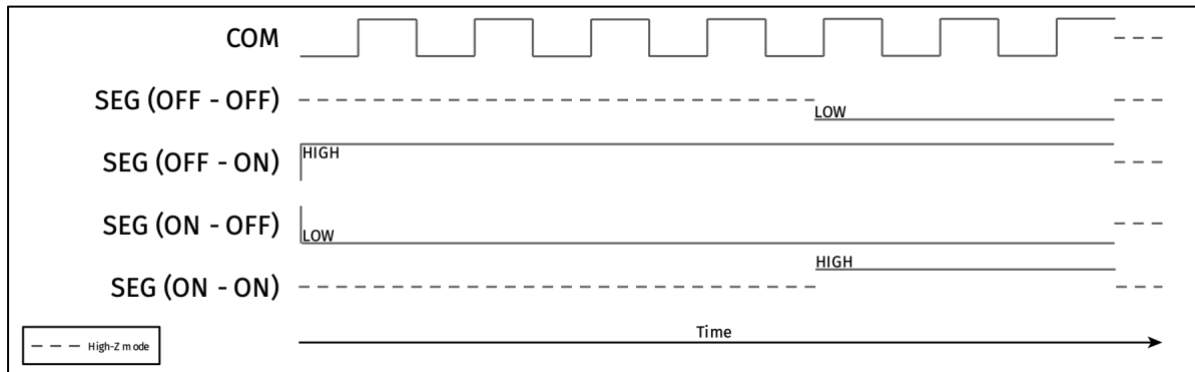 COM
SEG (OFF - OFF)
LOW
SEG (OFF - ON)
HIGH
SEG (ON - OFF)
LOW
HIGH
SEG (ON - ON)
Time
High-Z mode